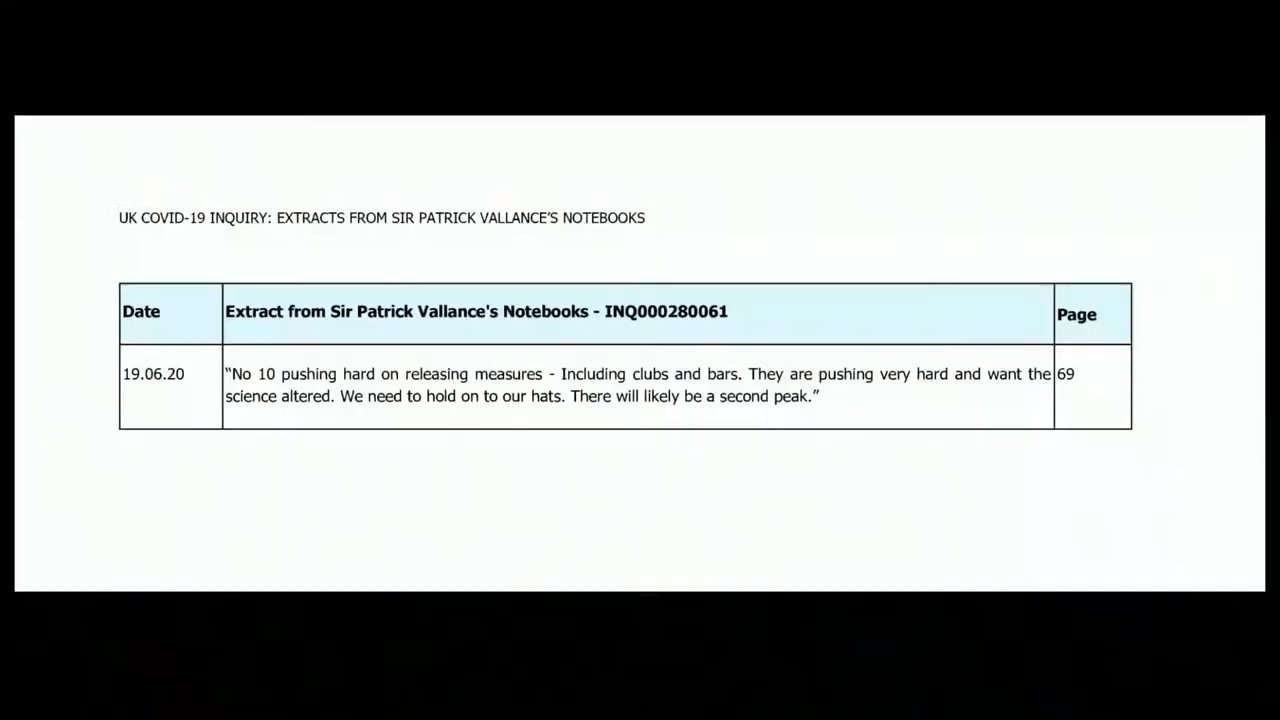 UK COVID-19 INQUIRY: EXTRACTS FROM SIR PATRICK VALLANCE’S NOTEBOOKS
Date
Extract from Sir Patrick Vallance's Notebooks - INQ000280061
Page
19.06.20
“No 10 pushing hard on releasing measures - Including clubs and bars. They are pushing very hard and want the
science altered. We need to hold on to our hats. There will likely be a second peak.”
69